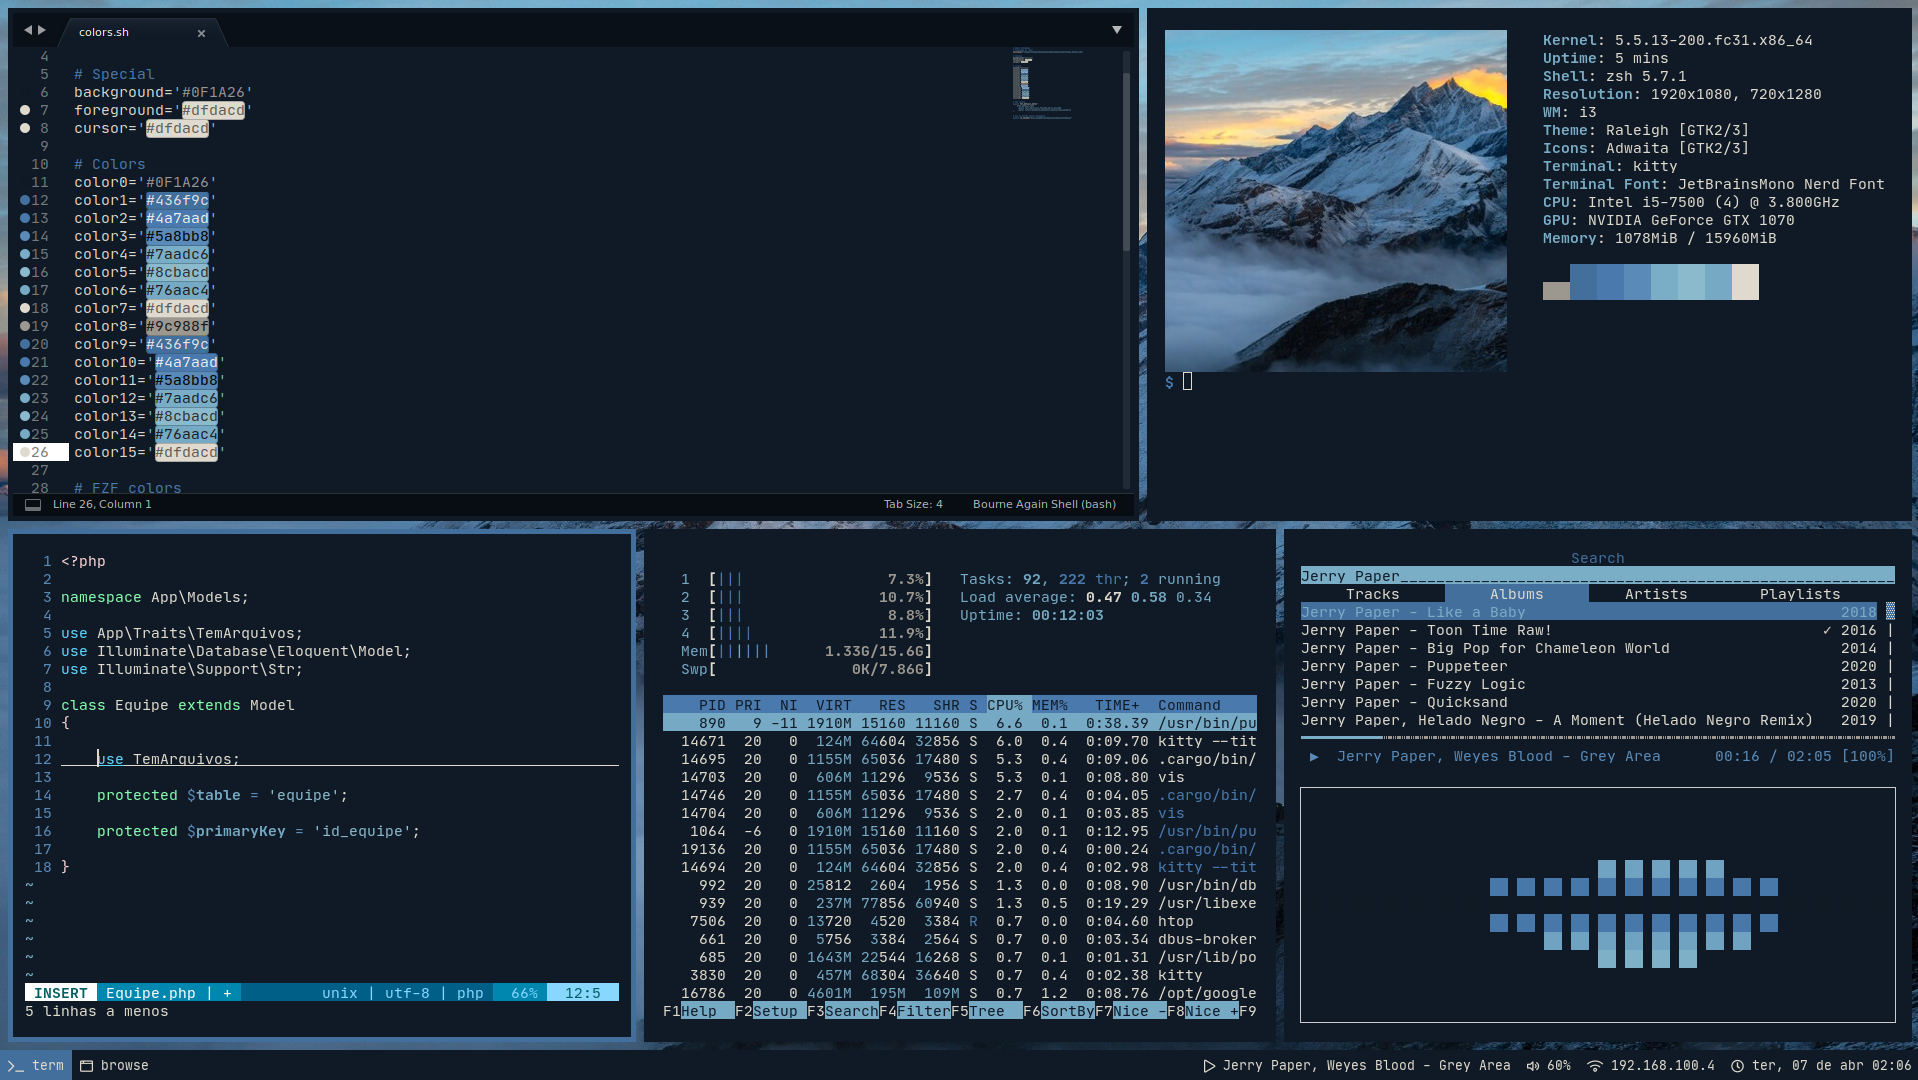 colors.sh ×
4
5 # Special
6 background='#0F1A26'
7 foreground='#dfdacd'
8 cursor='#dfdacd'
9
10 # Colors
11 color0='#0F1A26'
12 color1='#436f9c'
13 color2='#4a7aad'
14 color3='#5a8bb8'
15 color4='#7aadc6'
16 color5='#8cbacd'
17 color6='#76aac4'
18 color7='#dfdacd'
19 color8='#9c988f'
20 color9='#436f9c'
21 color10='#4a7aad'
22 color11='#5a8bb8'
23 color12='#7aadc6'
24 color13='#8cbacd'
25 color14='#76aac4'
26 color15='#dfdacd'
27
28 # FZF colors
Line 26, Column 1 Tab Size: 4 Bourne Again Shell (bash)
Kernel: 5.5.13-200.fc31.x86_64
Uptime: 5 mins
Shell: zsh 5.7.1
Resolution: 1920x1080, 720x1280
WM: i3
Theme: Raleigh [GTK2/3]
Icons: Adwaita [GTK2/3]
Terminal: kitty
Terminal Font: JetBrainsMono Nerd Font
CPU: Intel i5-7500 (4) @ 3.800GHz
GPU: NVIDIA GeForce GTX 1070
Memory: 1078MiB / 15960MiB
$
1 <?php
2
3 namespace App\Models;
4
5 use App\Traits\TemArquivos;
6 use Illuminate\Database\Eloquent\Model;
7 use Illuminate\Support\Str;
8
9 class Equipe extends Model
10 {
11
12 use TemArquivos;
13
14 protected $table = 'equipe';
15
16 protected $primaryKey = 'id_equipe';
17
18 }
~
~
~
~
~
~
INSERT Equipe.php | + unix | utf-8 | php 66% 12:5
5 linhas a menos
1 [||| 7.3%] Tasks: 92, 222 thr; 2 running
2 [||| 10.7%] Load average: 0.47 0.58 0.34
3 [||| 8.8%] Uptime: 00:12:03
4 [|||| 11.9%]
Mem[|||||| 1.33G/15.6G]
Swp[ 0K/7.86G]
PID PRI NI VIRT RES SHR S CPU% MEM% TIME+ Command
890 9 -11 1910M 15160 11160 S 6.6 0.1 0:38.39 /usr/bin/pu
14671 20 0 124M 64604 32856 S 6.0 0.4 0:09.70 kitty --tit
14695 20 0 1155M 65036 17480 S 5.3 0.4 0:09.06 .cargo/bin/
14703 20 0 606M 11296 9536 S 5.3 0.1 0:08.80 vis
14746 20 0 1155M 65036 17480 S 2.7 0.4 0:04.05 .cargo/bin/
14704 20 0 606M 11296 9536 S 2.0 0.1 0:03.85 vis
1064 -6 0 1910M 15160 11160 S 2.0 0.1 0:12.95 /usr/bin/pu
19136 20 0 1155M 65036 17480 S 2.0 0.4 0:00.24 .cargo/bin/
14694 20 0 124M 64604 32856 S 2.0 0.4 0:02.98 kitty --tit
992 20 0 25812 2604 1956 S 1.3 0.0 0:08.90 /usr/bin/db
939 20 0 237M 77856 60940 S 1.3 0.5 0:19.29 /usr/libexe
7506 20 0 13720 4520 3384 R 0.7 0.0 0:04.60 htop
661 20 0 5756 3384 2564 S 0.7 0.0 0:03.34 dbus-broker
685 20 0 1643M 22544 16268 S 0.7 0.1 0:01.31 /usr/lib/po
3830 20 0 457M 68304 36640 S 0.7 0.4 0:02.38 kitty
16786 20 0 4601M 195M 109M S 0.7 1.2 0:08.76 /opt/google
F1Help F2Setup F3SearchF4FilterF5Tree F6SortByF7Nice -F8Nice +F9
Search
Jerry Paper
Tracks Albums Artists Playlists
Jerry Paper - Like a Baby 2018
Jerry Paper - Toon Time Raw! ✓ 2016 |
Jerry Paper - Big Pop for Chameleon World 2014 |
Jerry Paper - Puppeteer 2020 |
Jerry Paper - Fuzzy Logic 2013 |
Jerry Paper - Quicksand 2020 |
Jerry Paper, Helado Negro - A Moment (Helado Negro Remix) 2019 |
▶ Jerry Paper, Weyes Blood - Grey Area 00:16 / 02:05 [100%]
term browse Jerry Paper, Weyes Blood - Grey Area 60% 192.168.100.4 ter, 07 de abr 02:06